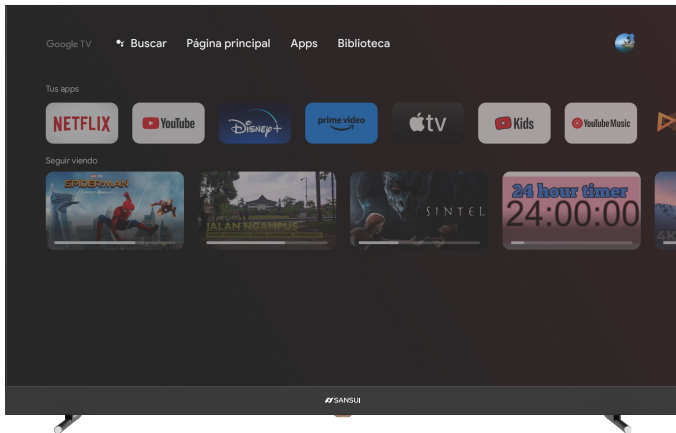 Google TV
Buscar
Página principal
Apps
Biblioteca
Tus apps
NETFLIX
YouTube
Disney+
prime video
tv
Kids
YouTube Music
Seguir viendo
SPIDER-MAN
JALAN NGAMPUS
SINTEL
24 hour timer
24:00:00
4K
SANSUI